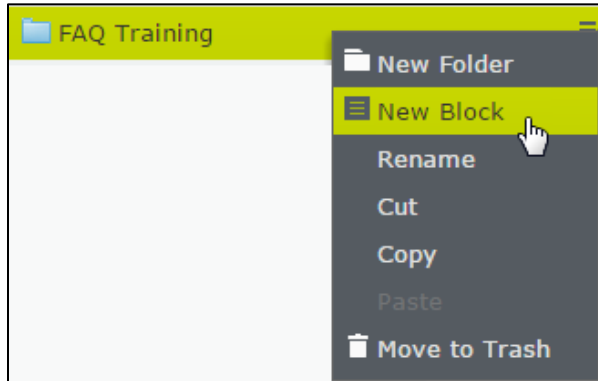 FAQ Training
New Folder
New Block
Rename
Cut
Copy
Paste
Move to Trash